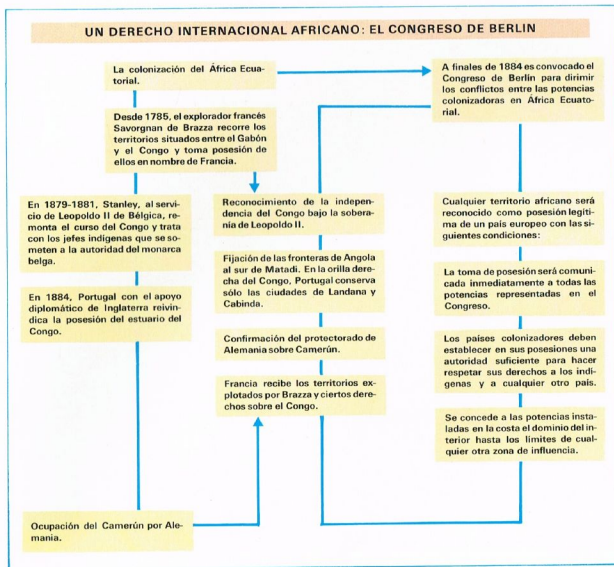 UN DERECHO INTERNACIONAL AFRICANO: EL CONGRESO DE BERLIN
La colonización del África Ecua-
torial.
Desde 1785, el explorador francés
Savorgnan de Brazza recorre los
territorios situados entre el Gabón
y el Congo y toma posesión de
ellos en nombre de Francia.
En 1879-1881, Stanley, al servi-
cio de Leopoldo II de Bélgica, re-
monta el curso del Congo y trata
con los jefes indígenas que se so-
meten a la autoridad del monarca
belga.
En 1884, Portugal con el apoyo
diplomático de Inglaterra reivin-
dica la posesión del estuario del
Congo.
Ocupación del Camerún por Ale-
mania.
Reconocimiento de la indepen-
dencia del Congo bajo la sobera-
nía de Leopoldo II.
Fijación de las fronteras de Angola
al sur de Matadi. En la orilla dere-
cha del Congo, Portugal conserva
sólo las ciudades de Landana y
Cabinda.
Confirmación del protectorado de
Alemania sobre Camerún.
Francia recibe los territorios ex-
plotados por Brazza y ciertos dere-
chos sobre el Congo.
A finales de 1884 es convocado el
Congreso de Berlín para dirimir
los conflictos entre las potencias
colonizadoras en África Ecuato-
rial.
Cualquier territorio africano será
reconocido como posesión legíti-
ma de un país europeo con las si-
guientes condiciones:
La toma de posesión será comuni-
cada inmediatamente a todas las
potencias representadas en el
Congreso.
Los países colonizadores deben
establecer en sus posesiones una
autoridad suficiente para hacer
respetar sus derechos a los indí-
genas y a cualquier otro país.
Se concede a las potencias insta-
ladas en la costa el dominio del in-
terior hasta los límites de cual-
quier otra zona de influencia.